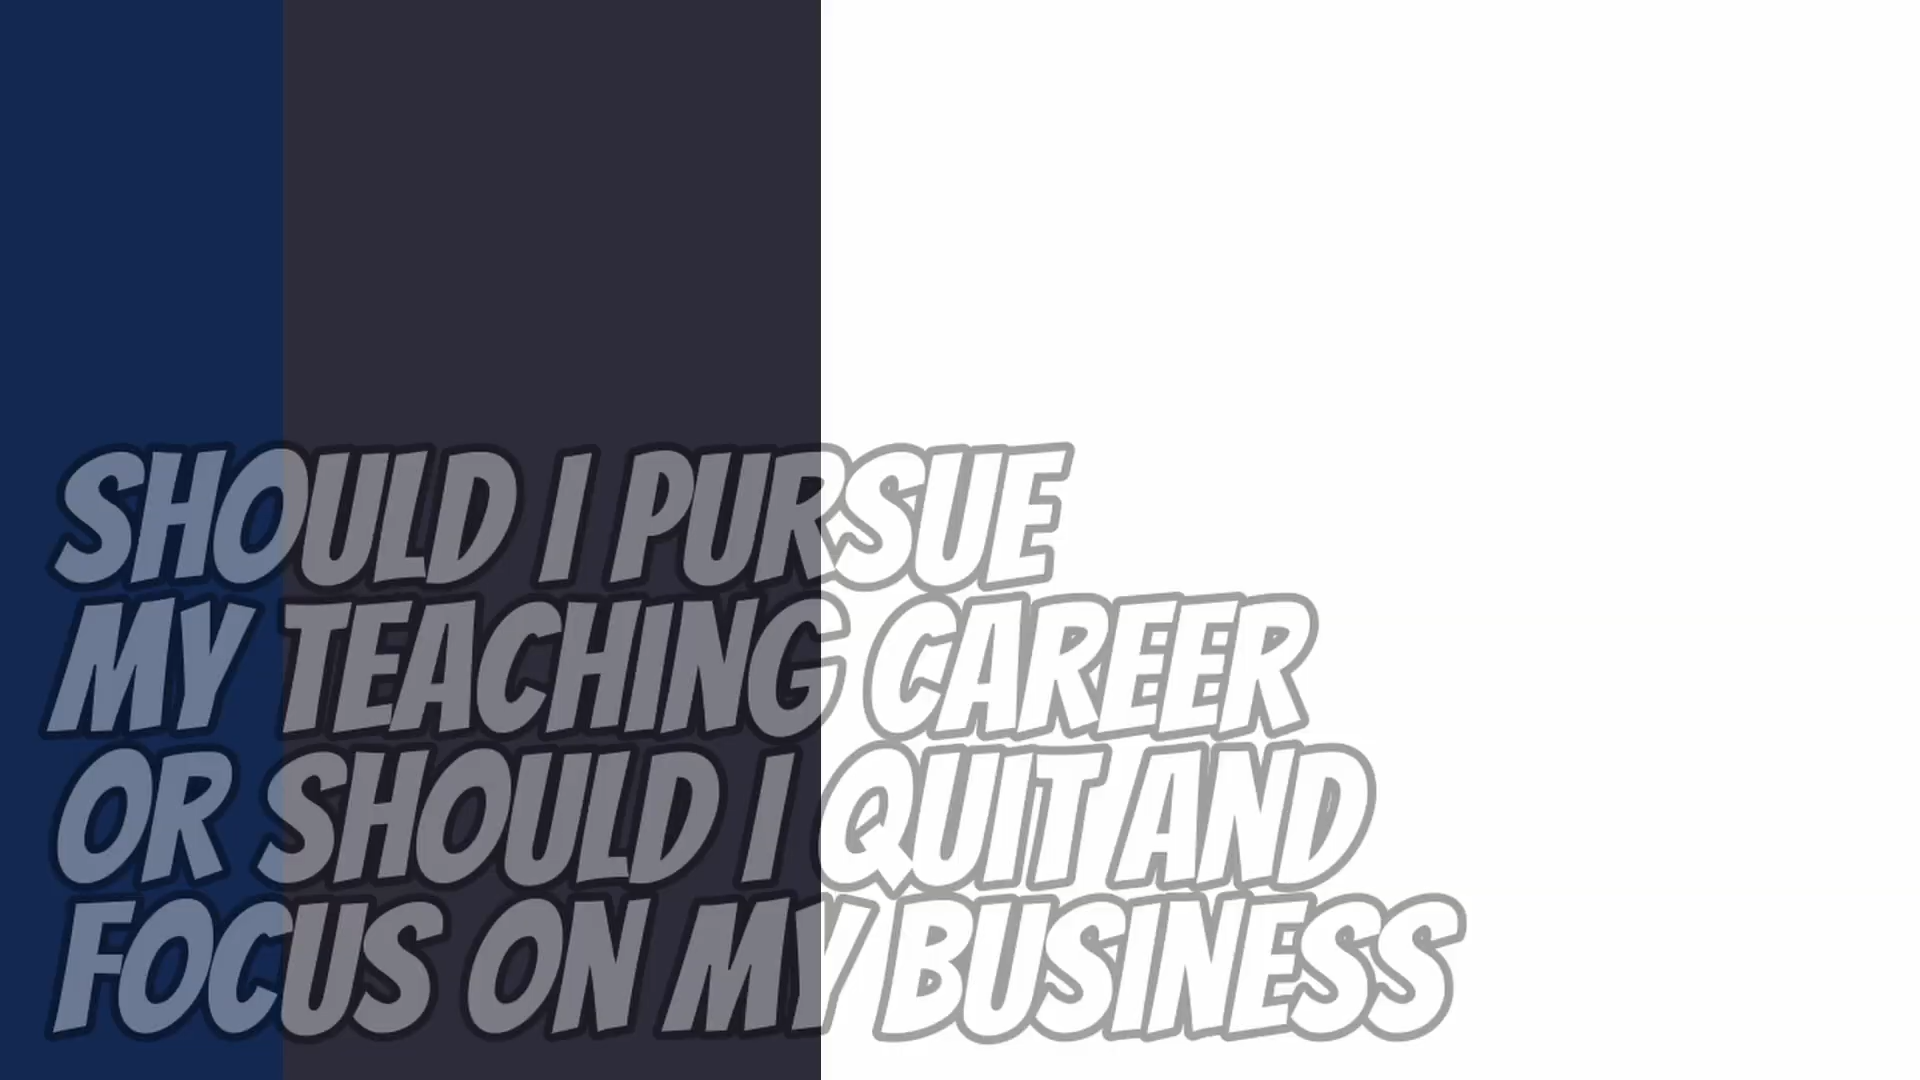 SHOULD I PURSUE
MY TEACHING CAREER
OR SHOULD I QUIT AND
FOCUS ON MY BUSINESS